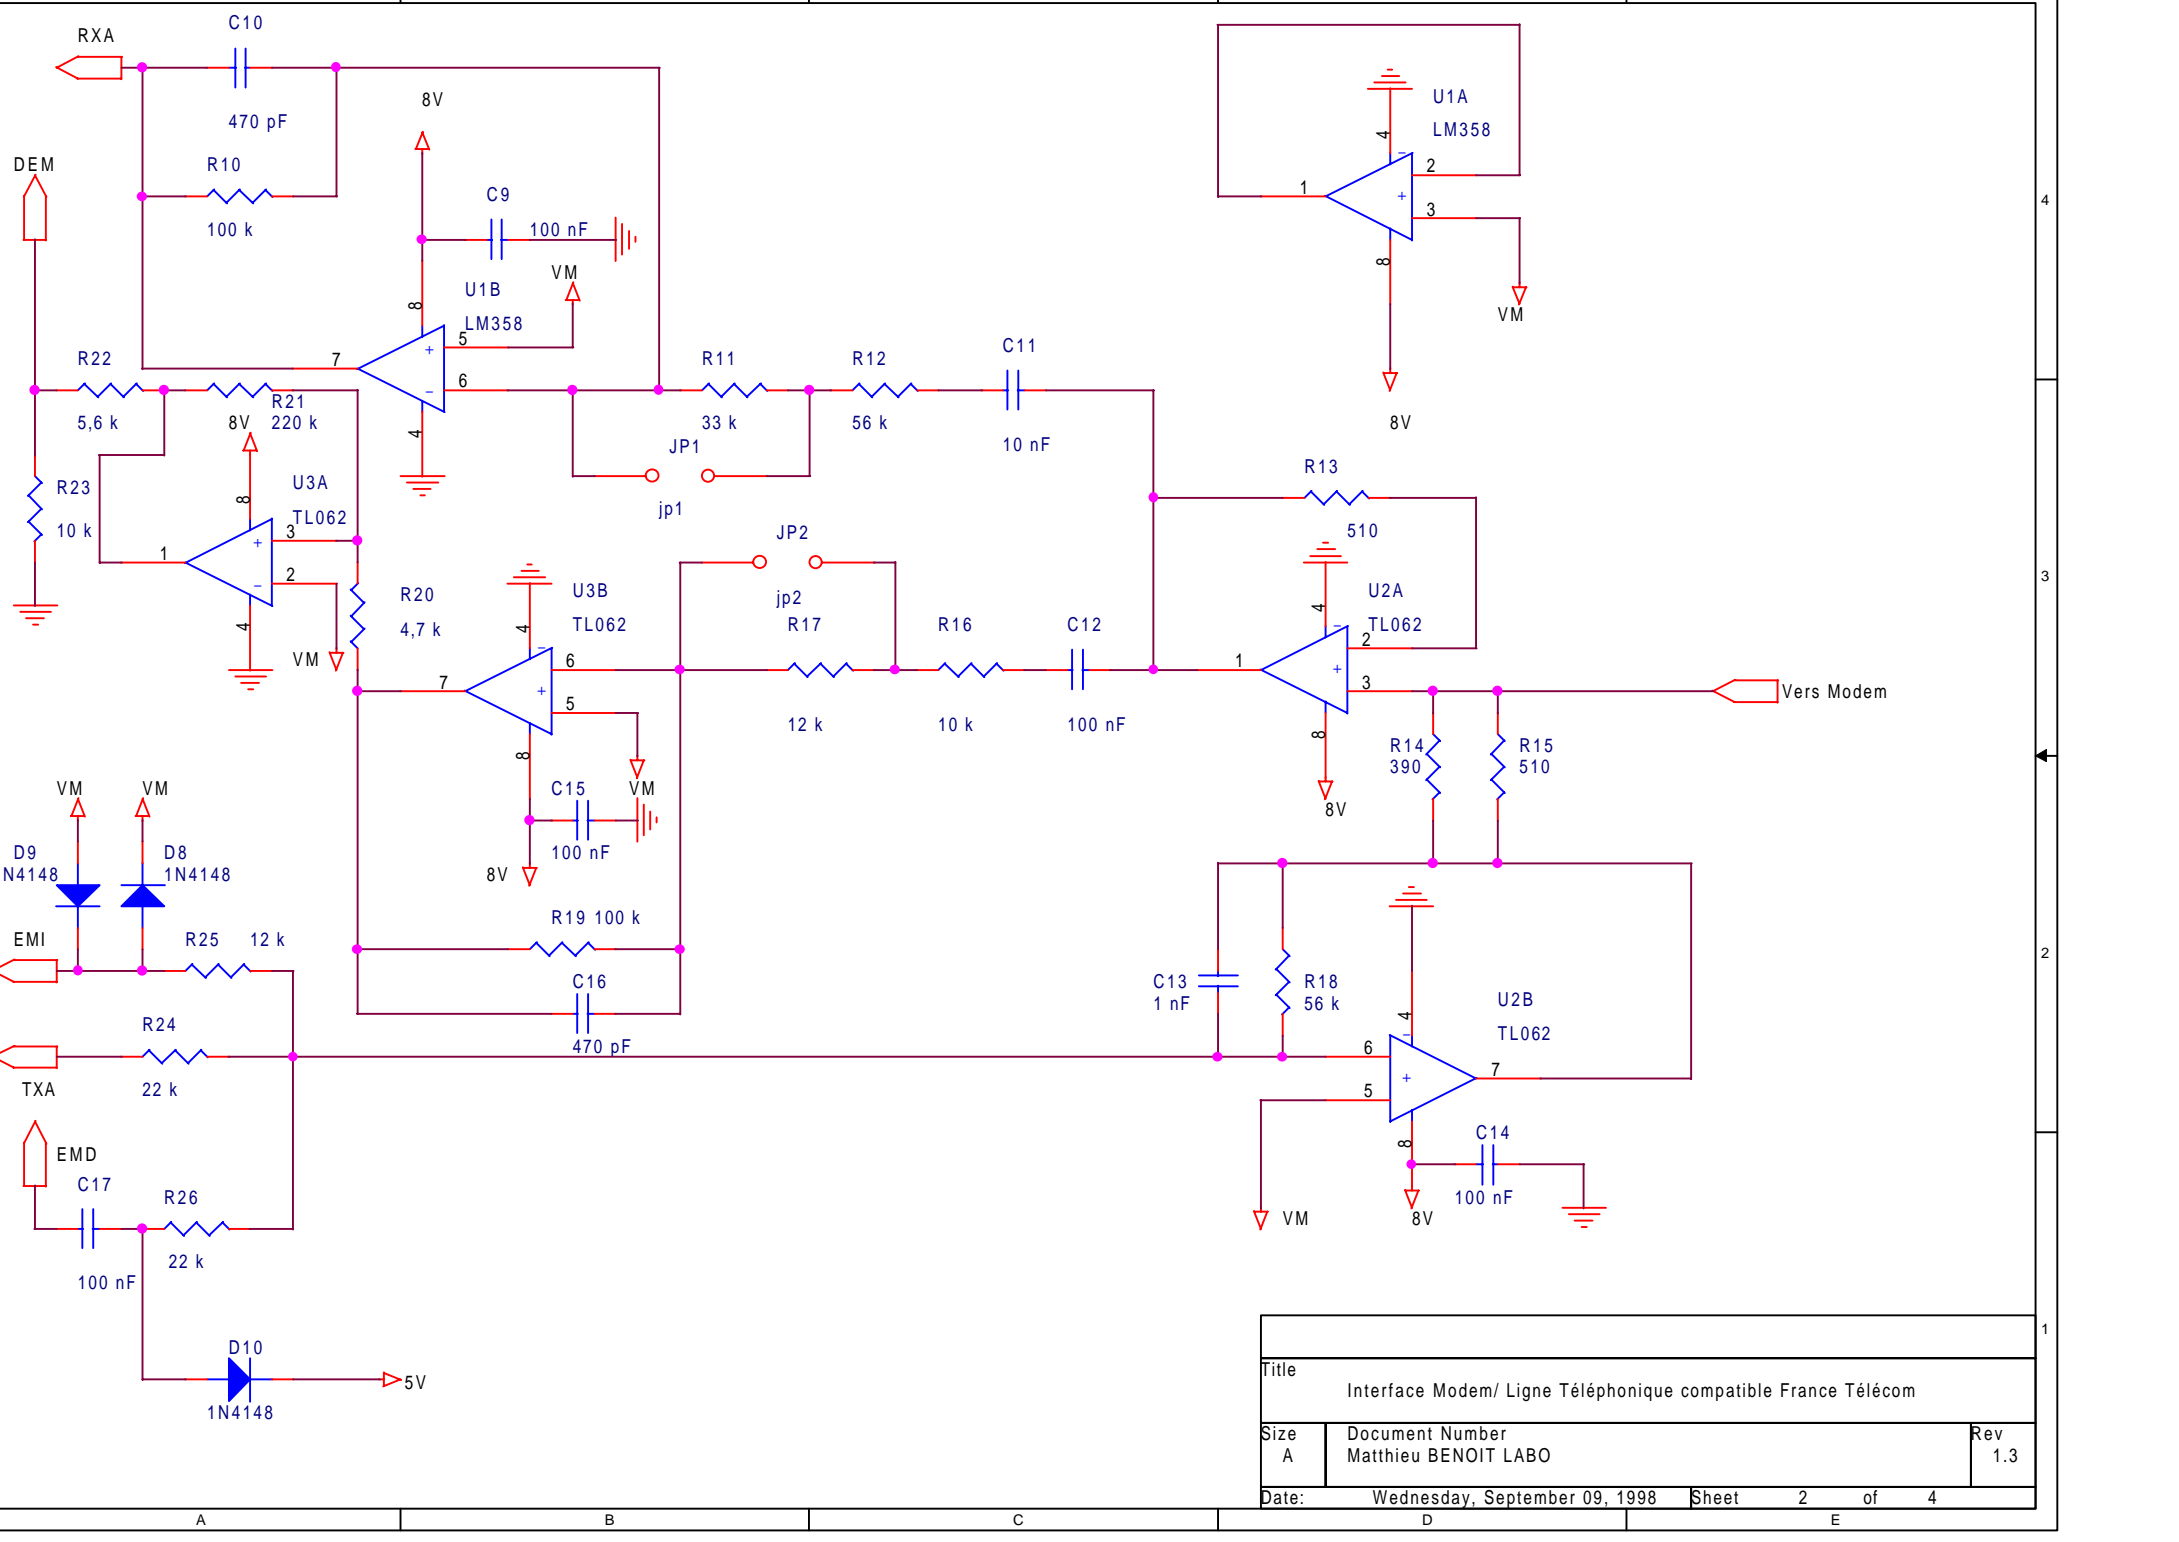 C10
RXA
470 pF
8V
U1A
LM358
4
2
1
3
8
VM
8V
DEM
R10
100 k
C9
100 nF
VM
U1B
LM358
8
5
7
6
4
R22
5,6 k
R21
220 k
R11
33 k
R12
56 k
C11
10 nF
JP1
jp1
8V
U3A
TL062
8
3
1
2
4
VM
R23
10 k
R20
4,7 k
JP2
jp2
U3B
TL062
4
6
7
5
8
VM
R17
12 k
R16
10 k
C12
100 nF
R13
510
U2A
TL062
4
2
1
3
8
8V
Vers Modem
R14
390
R15
510
C15
100 nF
8V
VM
VM
D9
N4148
D8
1N4148
EMI
R25
12 k
R19 100 k
C16
470 pF
R24
22 k
TXA
C13
1 nF
R18
56 k
U2B
TL062
4
6
7
5
8
C14
100 nF
VM
8V
EMD
C17
100 nF
R26
22 k
D10
1N4148
5V
Title
Interface Modem/ Ligne Téléphonique compatible France Télécom
Size
A
Document Number
Matthieu BENOIT LABO
Rev
1.3
Date:
Wednesday, September 09, 1998
Sheet 2 of 4
4
3
2
1
A B C D E